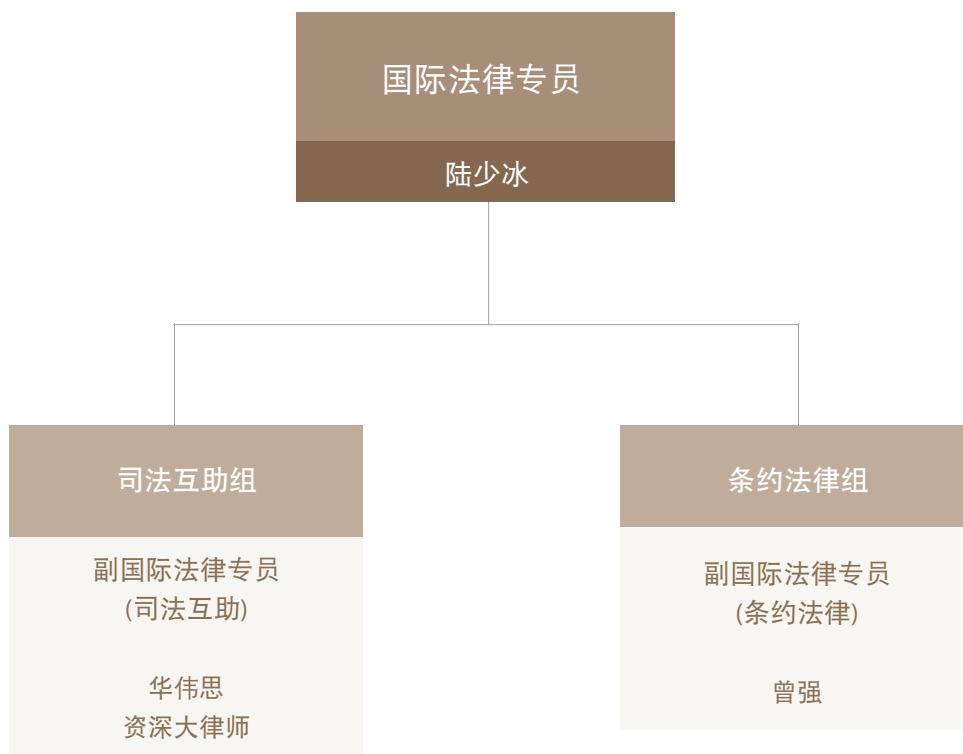 国际法律专员
陆少冰
司法互助组
副国际法律专员
(司法互助)
华伟思
资深大律师
条约法律组
副国际法律专员
(条约法律)
曾强